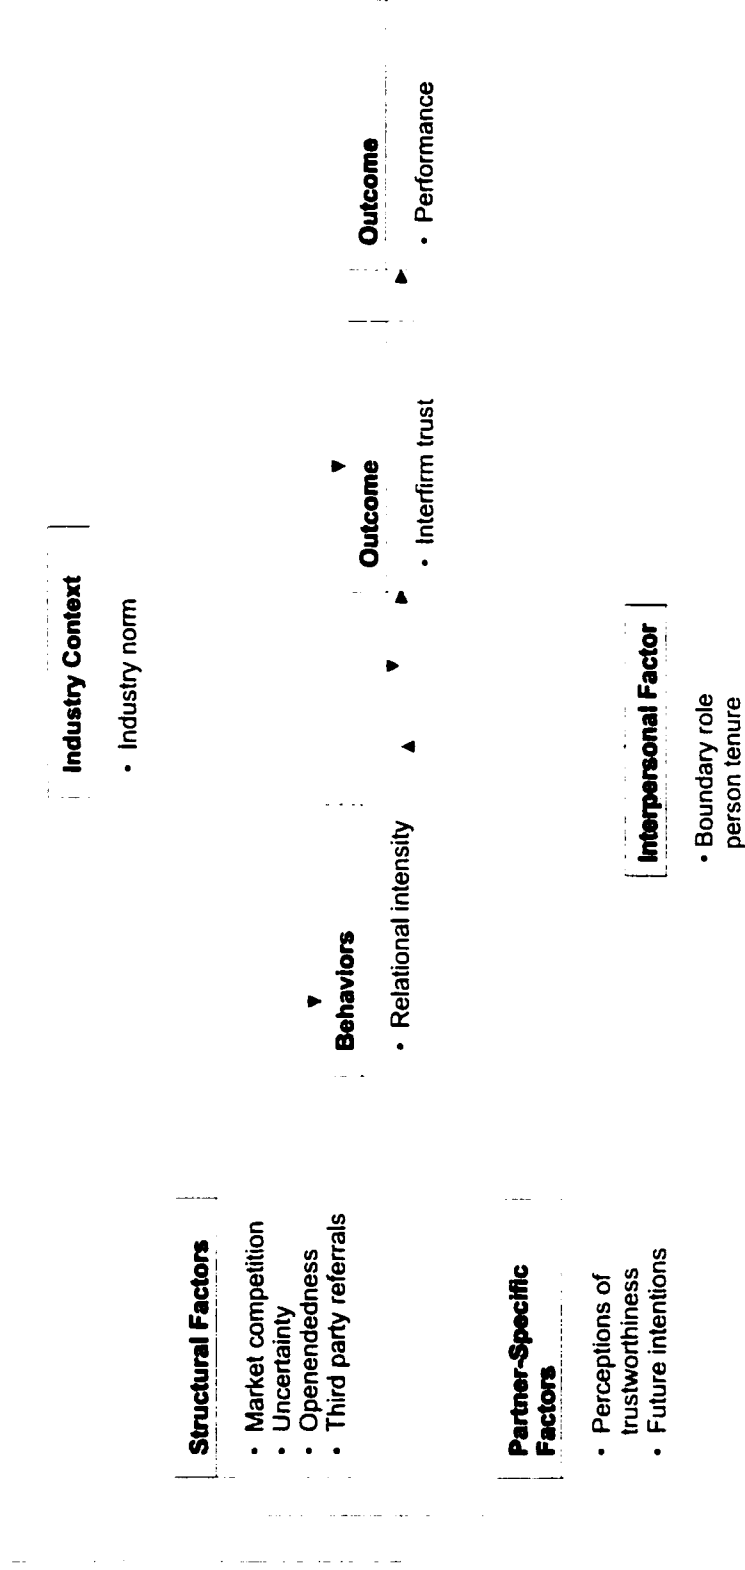 Industry Context
• Industry norm
Structural Factors
• Market competition
• Uncertainty
• Openendedness
• Third party referrals
Behaviors
• Relational intensity
Outcome
• Interfirm trust
Outcome
• Performance
Partner-Specific
Factors
• Perceptions of
trustworthiness
• Future intentions
Interpersonal Factor
• Boundary role
person tenure